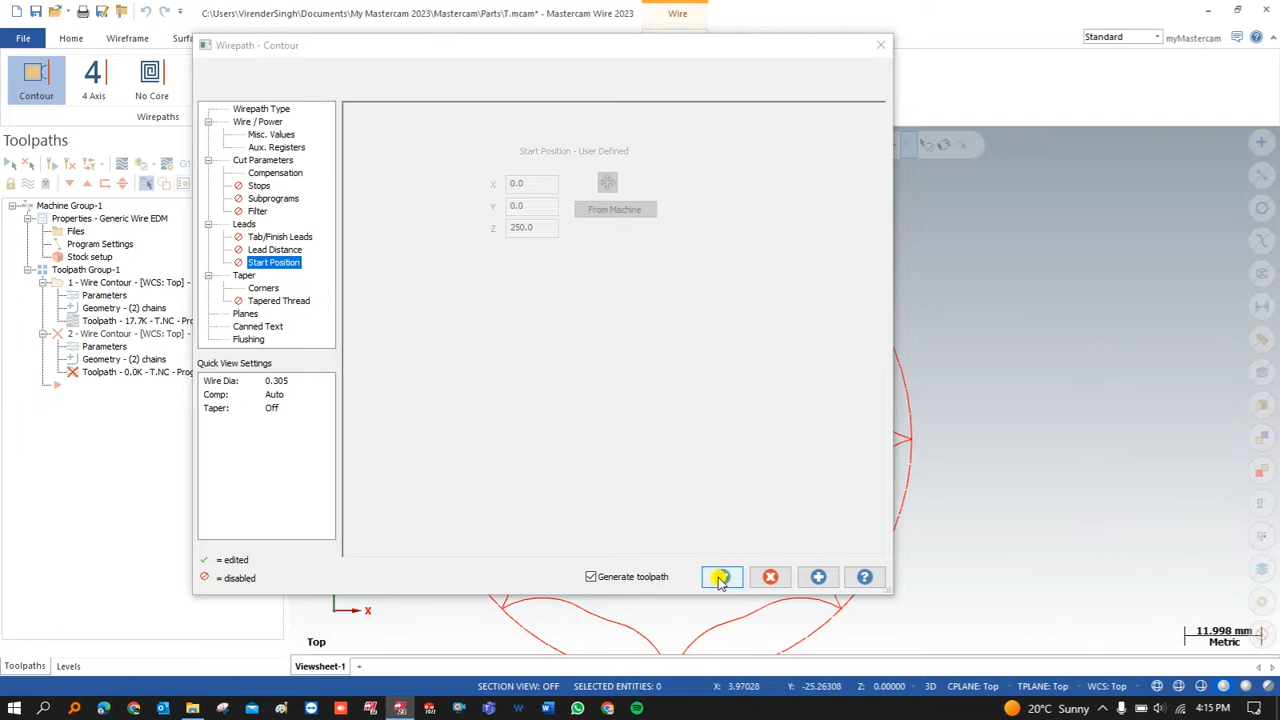 C:\Users\VirenderSingh\Documents\My Mastercam 2023\Mastercam\Parts\T.mcam* - Mastercam Wire 2023
Wire
File
Home
Wireframe
Surfa
Standard
myMastercam
Wirepath - Contour
Contour
4 Axis
No Core
Wirepaths
Toolpaths
G1
Machine Group-1
Properties - Generic Wire EDM
Files
Program Settings
Stock setup
Toolpath Group-1
1 - Wire Contour - [WCS: Top]
Parameters
Geometry - (2) chains
Toolpath - 17.7K - T.NC - Pro
2 - Wire Contour - [WCS: Top]
Parameters
Geometry - (2) chains
Toolpath - 0.0K - T.NC - Prog
Wirepath Type
Wire / Power
Misc. Values
Aux. Registers
Cut Parameters
Compensation
Stops
Subprograms
Filter
Leads
Tab/Finish Leads
Lead Distance
Start Position
Taper
Corners
Tapered Thread
Planes
Canned Text
Flushing
Quick View Settings
Wire Dia: 0.305
Comp: Auto
Taper: Off
= edited
= disabled
Start Position - User Defined
X 0.0
Y 0.0
From Machine
Z 250.0
Generate toolpath
X
Top
11.998 mm
Metric
Toolpaths
Levels
Viewsheet-1
+
SECTION VIEW: OFF SELECTED ENTITIES: 0 X: 3.97028 Y: -25.26308 Z: 0.00000 3D CPLANE: Top TPLANE: Top WCS: Top
20°C Sunny
4:15 PM